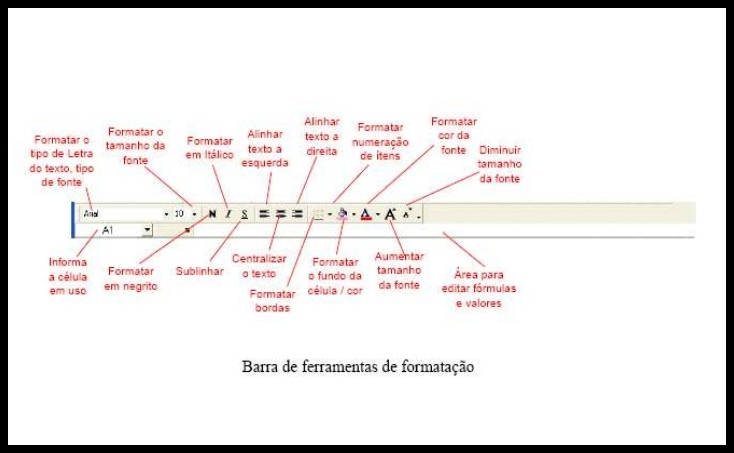 Formatar o
tipo de Letra
do texto, tipo
de fonte
Formatar o
tamanho da
fonte
Formatar
em Itálico
Alinhar
texto a
esquerda
Alinhar
texto a
direita
Formatar
numeração
de ítens
Formatar
cor da
fonte
Diminuir
tamanho
da fonte
Arial 10 N I S A A A
A1
Informa
a célula
em uso
Formatar
em negrito
Sublinhar
Centralizar
o texto
Formatar
bordas
Formatar
o fundo da
célula / cor
Aumentar
tamanho
da fonte
Área para
editar fórmulas
e valores
Barra de ferramentas de formatação